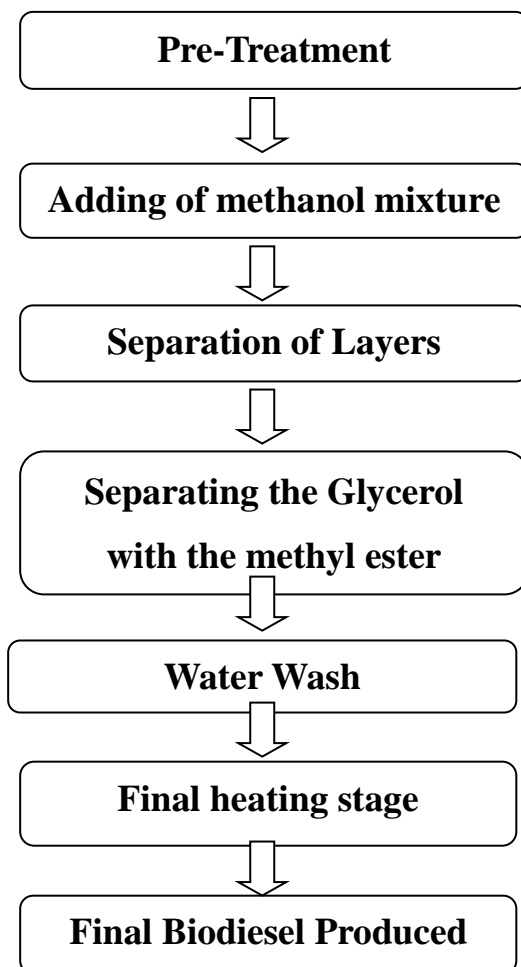 Pre-Treatment
Adding of methanol mixture
Separation of Layers
Separating the Glycerol
with the methyl ester
Water Wash
Final heating stage
Final Biodiesel Produced